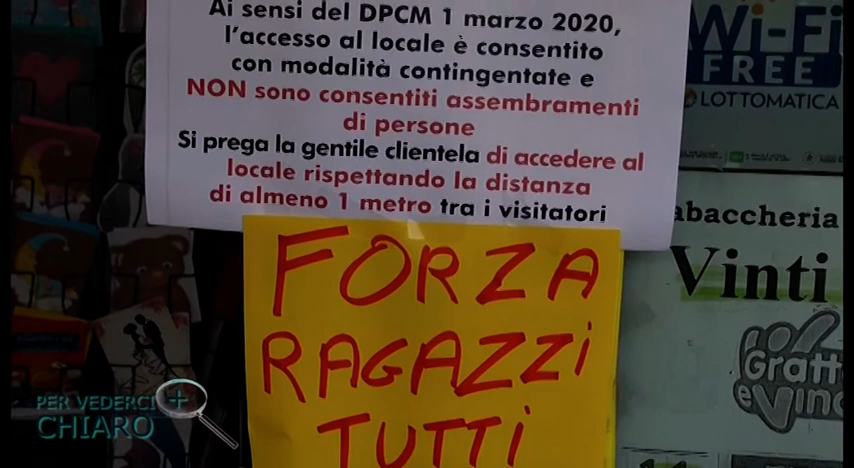 Ai sensi del DPCM 1 marzo 2020,
l'accesso al locale è consentito
con modalità contingentate e
NON sono consentiti assembramenti
di persone
Si prega la gentile clientela di accedere al
locale rispettando la distanza
di almeno 1 metro tra i visitatori
FORZA
RAGAZZI
TUTTI
Wi-Fi
FREE
LOTTOMATICA
abaccheria
Vinti
Gratt
e Vinc
PER VEDERCI +
CHIARO